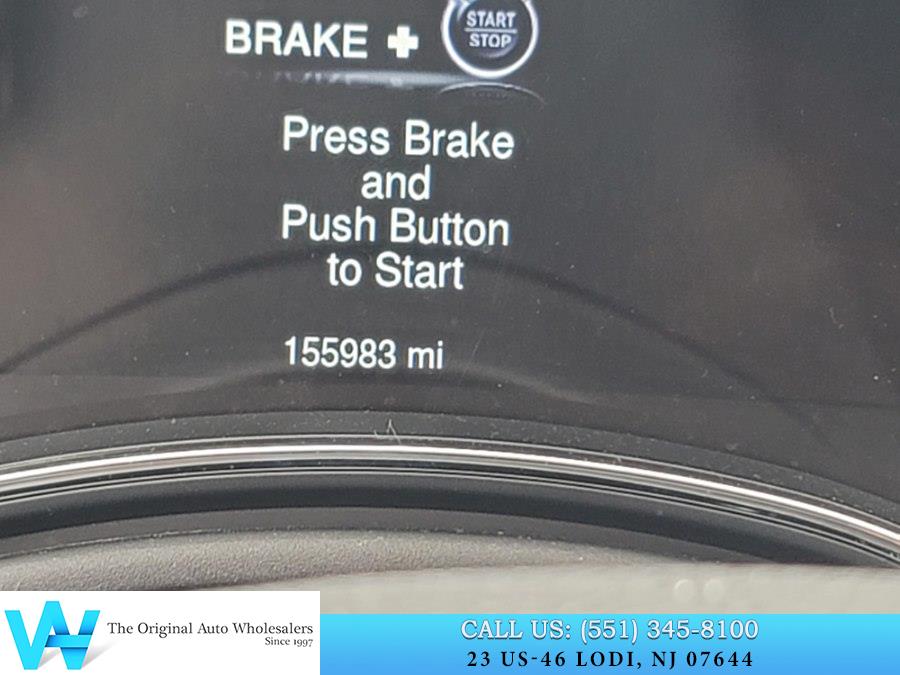 BRAKE + START
STOP
Press Brake
and
Push Button
to Start
155983 mi
The Original Auto Wholesalers
Since 1997
CALL US: (551) 345-8100
23 US-46 LODI, NJ 07644